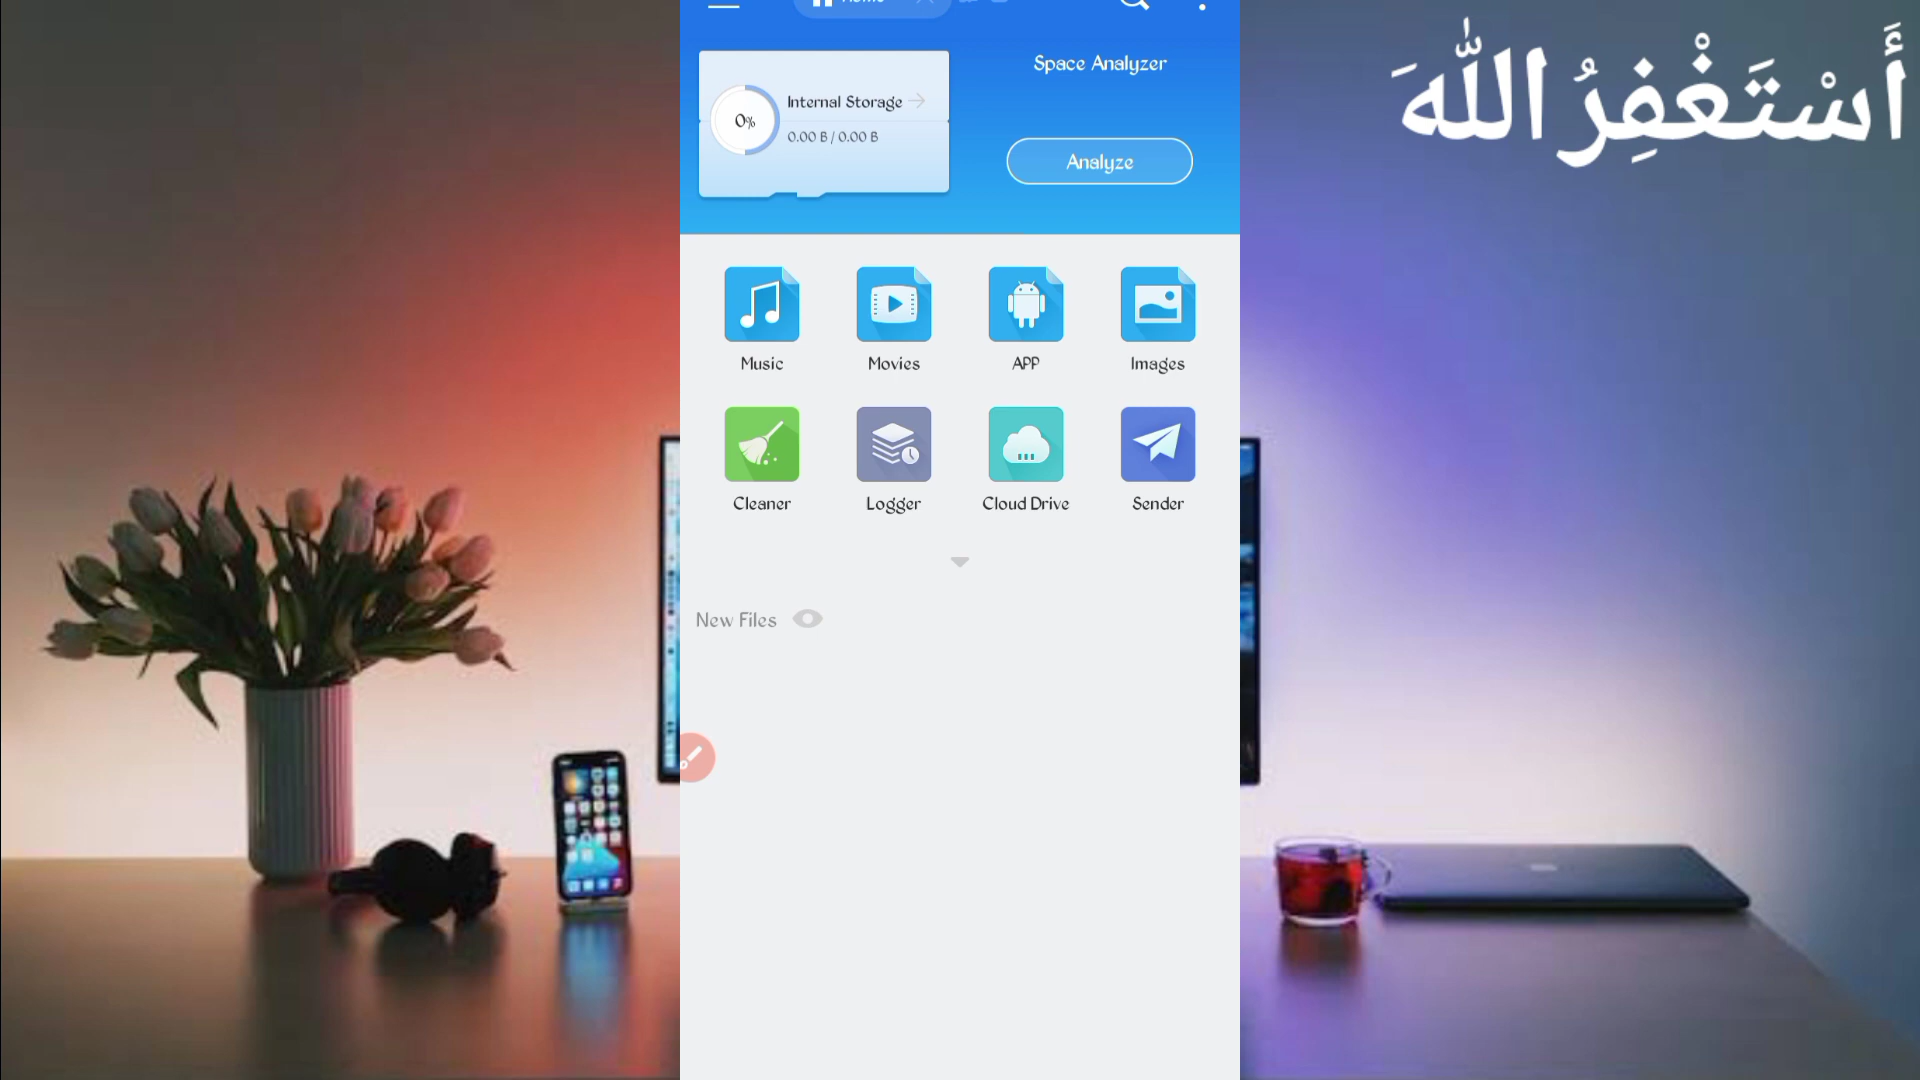 Home
أَسْتَغْفِرُ اللَّهَ
Space Analyzer
Internal Storage
0%
0.00 B / 0.00 B
Analyze
Music
Movies
APP
Images
Cleaner
Logger
Cloud Drive
Sender
New Files